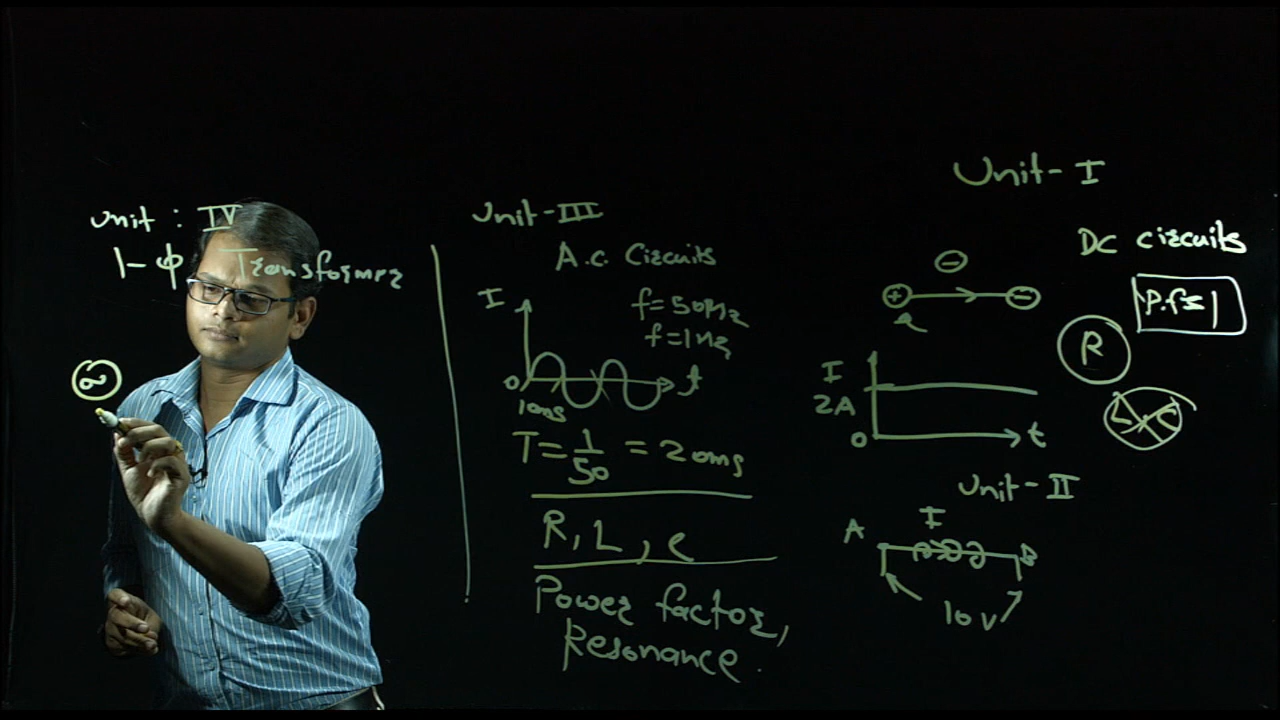 Unit : IV
1-ϕ Transformer
Unit-III
A.C. Circuits
I
f=50Hz
f=1Hz
0
t
10ms
T=1/50 = 20ms
R, L, C
Power factor,
Resonance.
Unit-I
DC circuits
P.f=1
-
+ -
R
I
2A
L, C
0
t
Unit-II
I
A
B
10V